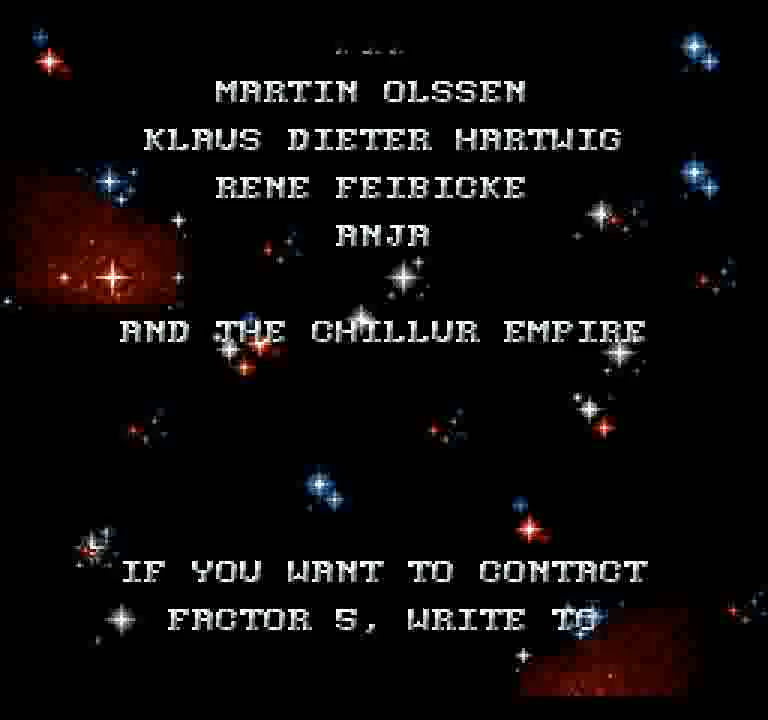 MARTIN OLSSEN
KLAUS DIETER HARTWIG
RENE FEIBICKE
ANJA
AND THE CHILLUR EMPIRE
IF YOU WANT TO CONTACT
FACTOR 5, WRITE TO